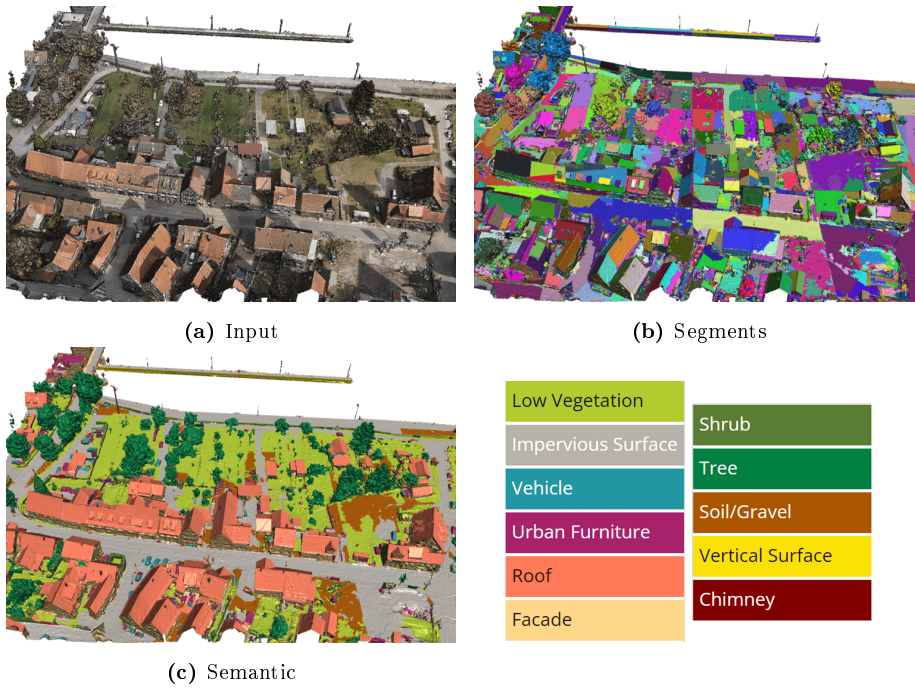 (a) Input
(b) Segments
Low Vegetation
Impervious Surface
Vehicle
Urban Furniture
Roof
Facade
Shrub
Tree
Soil/Gravel
Vertical Surface
Chimney
(c) Semantic